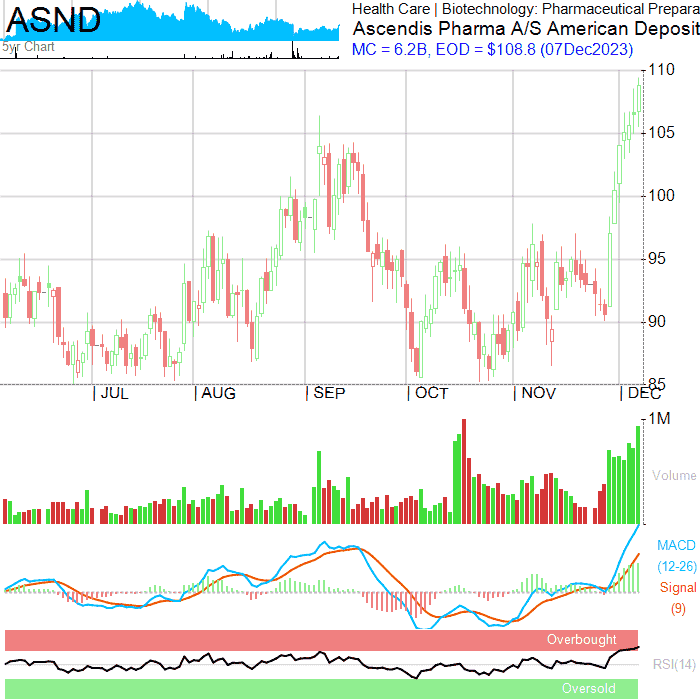 ASND
5yr Chart
Health Care | Biotechnology: Pharmaceutical Prepara
Ascendis Pharma A/S American Deposit
MC = 6.2B, EOD = $108.8 (07Dec2023)
110
105
100
95
90
85
| JUL | AUG | SEP | OCT | NOV | DEC
1M
Volume
MACD
(12-26)
Signal
(9)
Overbought
RSI(14)
Oversold